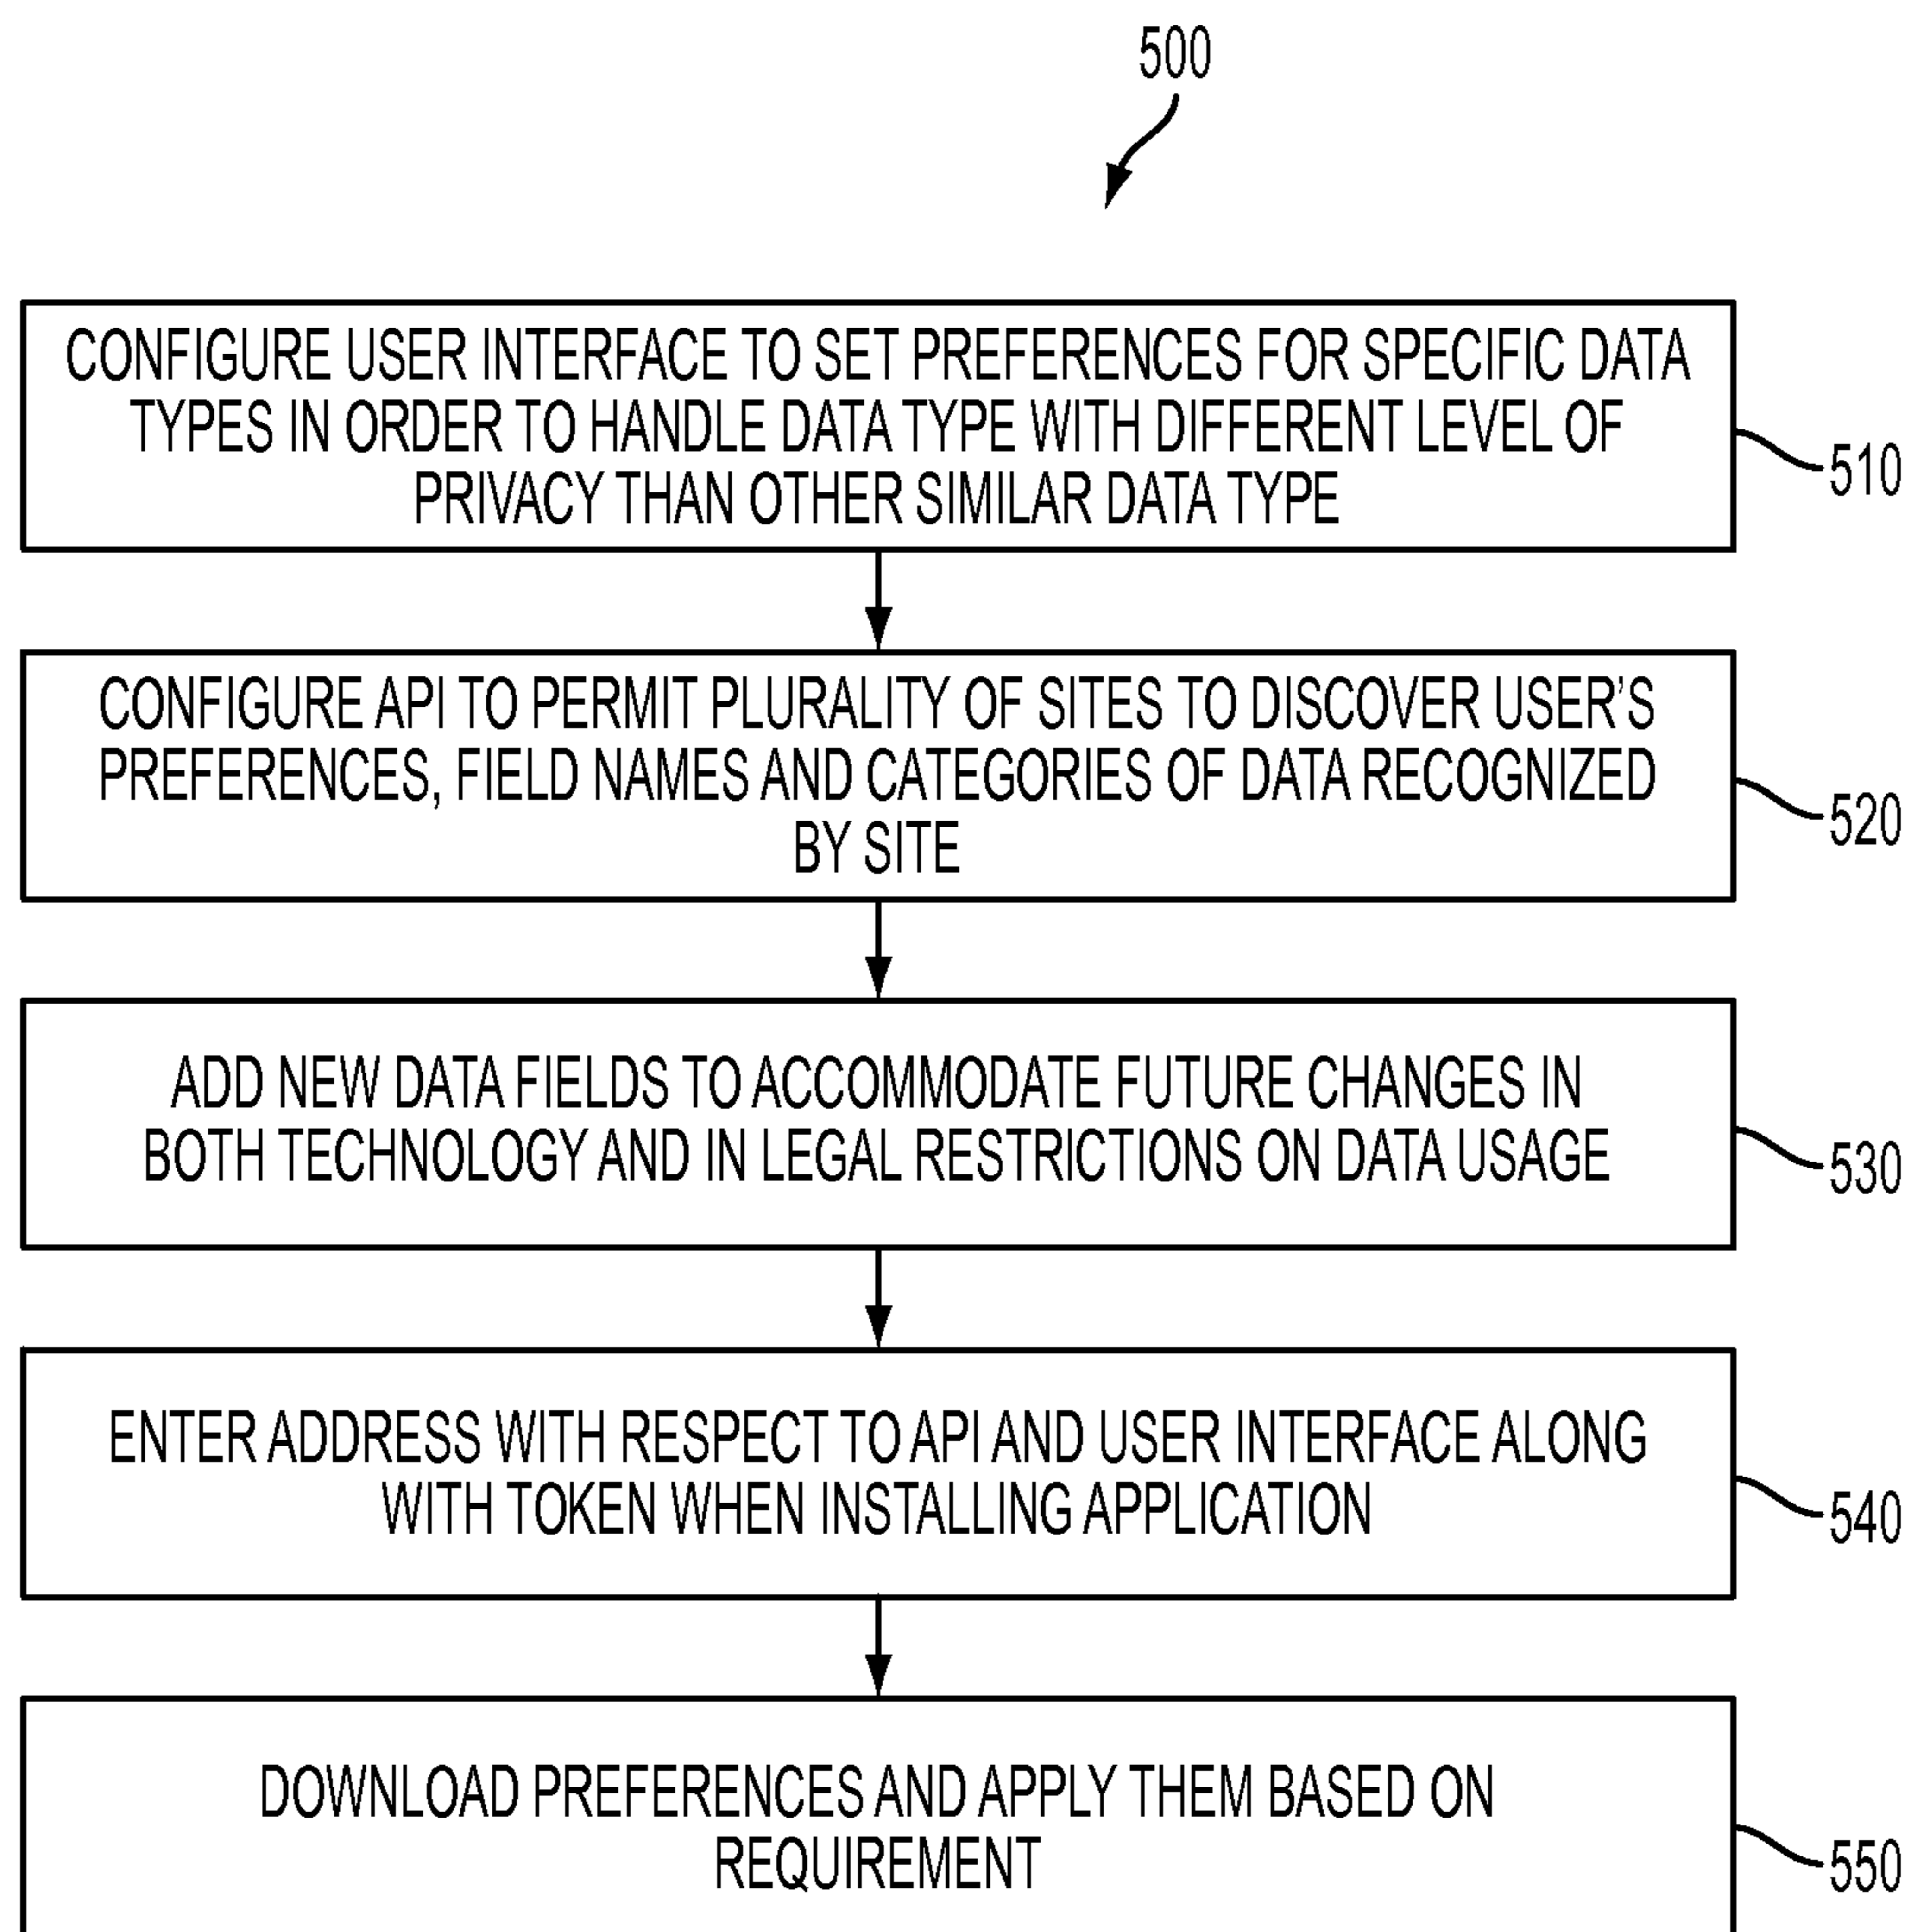 500
CONFIGURE USER INTERFACE TO SET PREFERENCES FOR SPECIFIC DATA
TYPES IN ORDER TO HANDLE DATA TYPE WITH DIFFERENT LEVEL OF
PRIVACY THAN OTHER SIMILAR DATA TYPE
510
CONFIGURE API TO PERMIT PLURALITY OF SITES TO DISCOVER USER'S
PREFERENCES, FIELD NAMES AND CATEGORIES OF DATA RECOGNIZED
BY SITE
520
ADD NEW DATA FIELDS TO ACCOMMODATE FUTURE CHANGES IN
BOTH TECHNOLOGY AND IN LEGAL RESTRICTIONS ON DATA USAGE
530
ENTER ADDRESS WITH RESPECT TO API AND USER INTERFACE ALONG
WITH TOKEN WHEN INSTALLING APPLICATION
540
DOWNLOAD PREFERENCES AND APPLY THEM BASED ON
REQUIREMENT
550